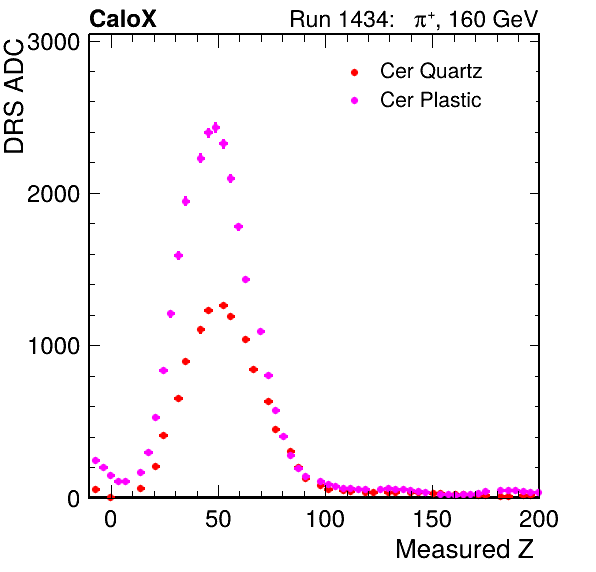 CaloX Run 1434: π⁺, 160 GeV
DRS ADC
3000
2000
1000
0
Cer Quartz
Cer Plastic
0 50 100 150 200
Measured Z